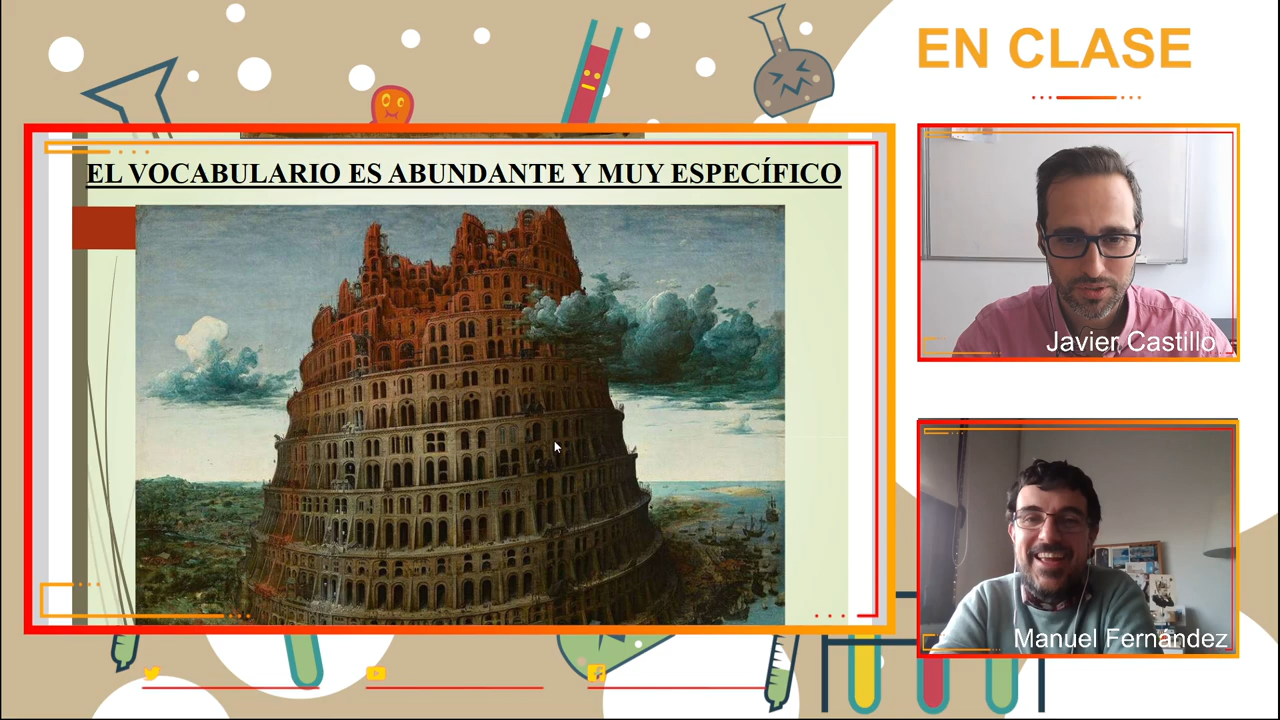 EN CLASE
EL VOCABULARIO ES ABUNDANTE Y MUY ESPECÍFICO
Javier Castillo
Manuel Fernández